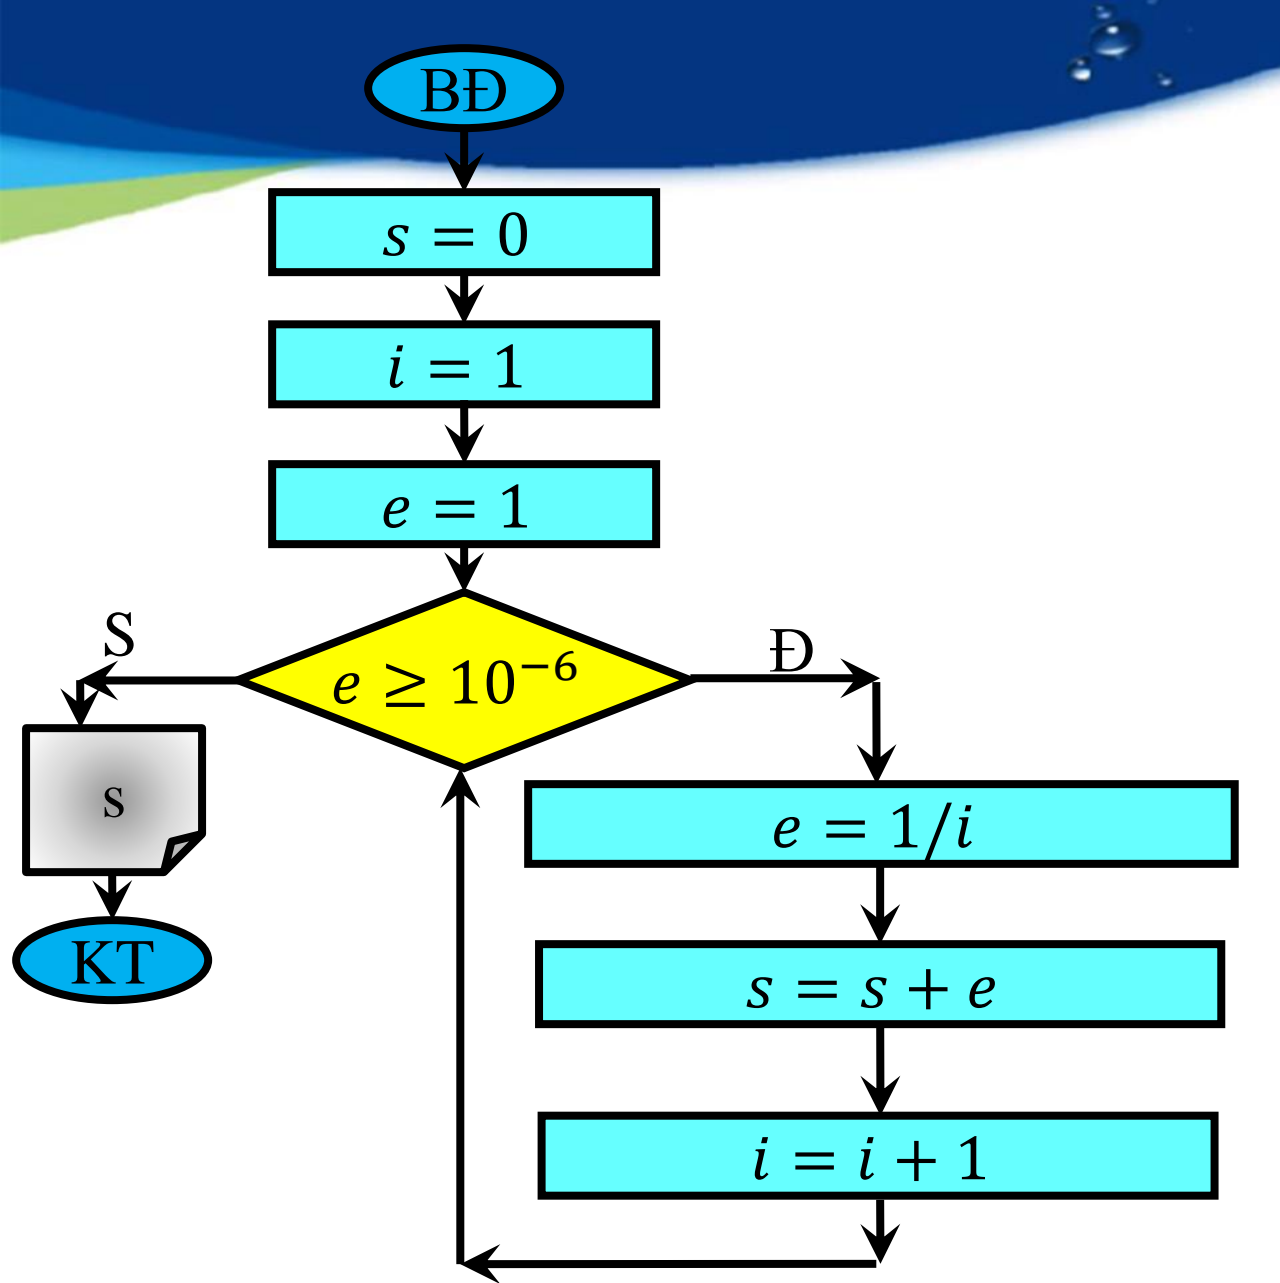 BĐ
s = 0
i = 1
e = 1
S
e ≥ 10⁻⁶
Đ
s
e = 1/i
KT
s = s + e
i = i + 1